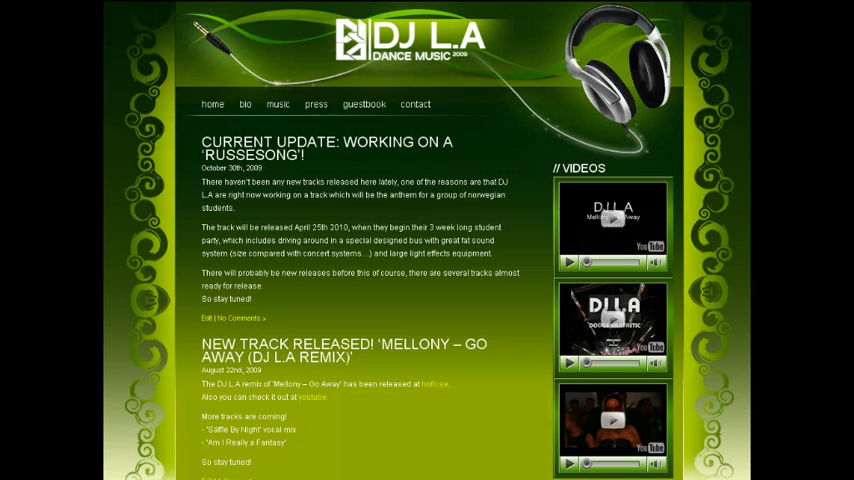 DJ L.A
DANCE MUSIC 2009
home bio music press guestbook contact
CURRENT UPDATE: WORKING ON A
‘RUSSESONG’!
October 30th, 2009
There haven't been any new tracks released here lately, one of the reasons are that DJ
L.A are right now working on a track which will be the anthem for a group of norwegian
students.
The track will be released April 25th 2010, when they begin their 3 week long student
party, which includes driving around in a special designed bus with great fat sound
system (size compared with concert systems....) and large light effects equipment.
There will probably be new releases before this of course, there are several tracks almost
ready for release.
So stay tuned!
Edit | No Comments »
NEW TRACK RELEASED! ‘MELLONY – GO
AWAY (DJ L.A REMIX)’
August 22nd, 2009
The DJ L.A remix of 'Mellony – Go Away' has been released at hofo.se.
Also you can check it out at youtube.
More tracks are coming!
- 'Säffle By Night' vocal mix
- 'Am I Really a Fantasy'
So stay tuned!
// VIDEOS
DJ L.A
YouTube
DJ L.A
YouTube
YouTube